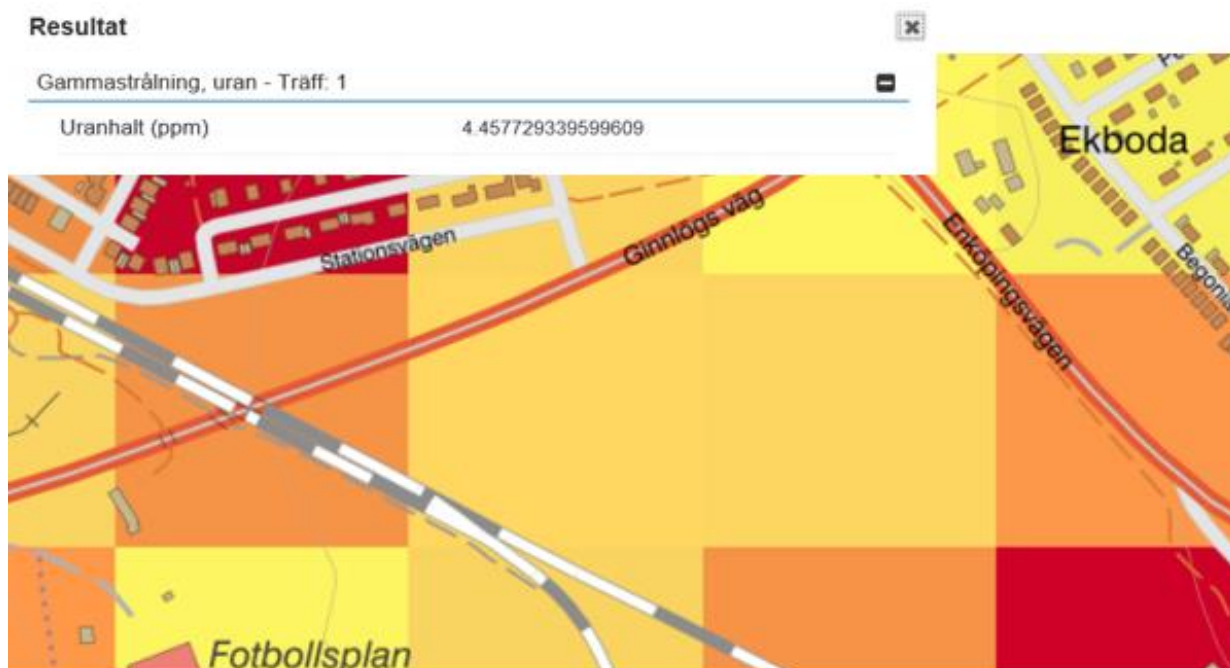 Resultat
Gammastrålning, uran - Träff: 1
Uranhalt (ppm) 4.457729339599609
Ekboda
Ginnlögs väg
Stationsvägen
Enköpingsvägen
Fotbollsplan